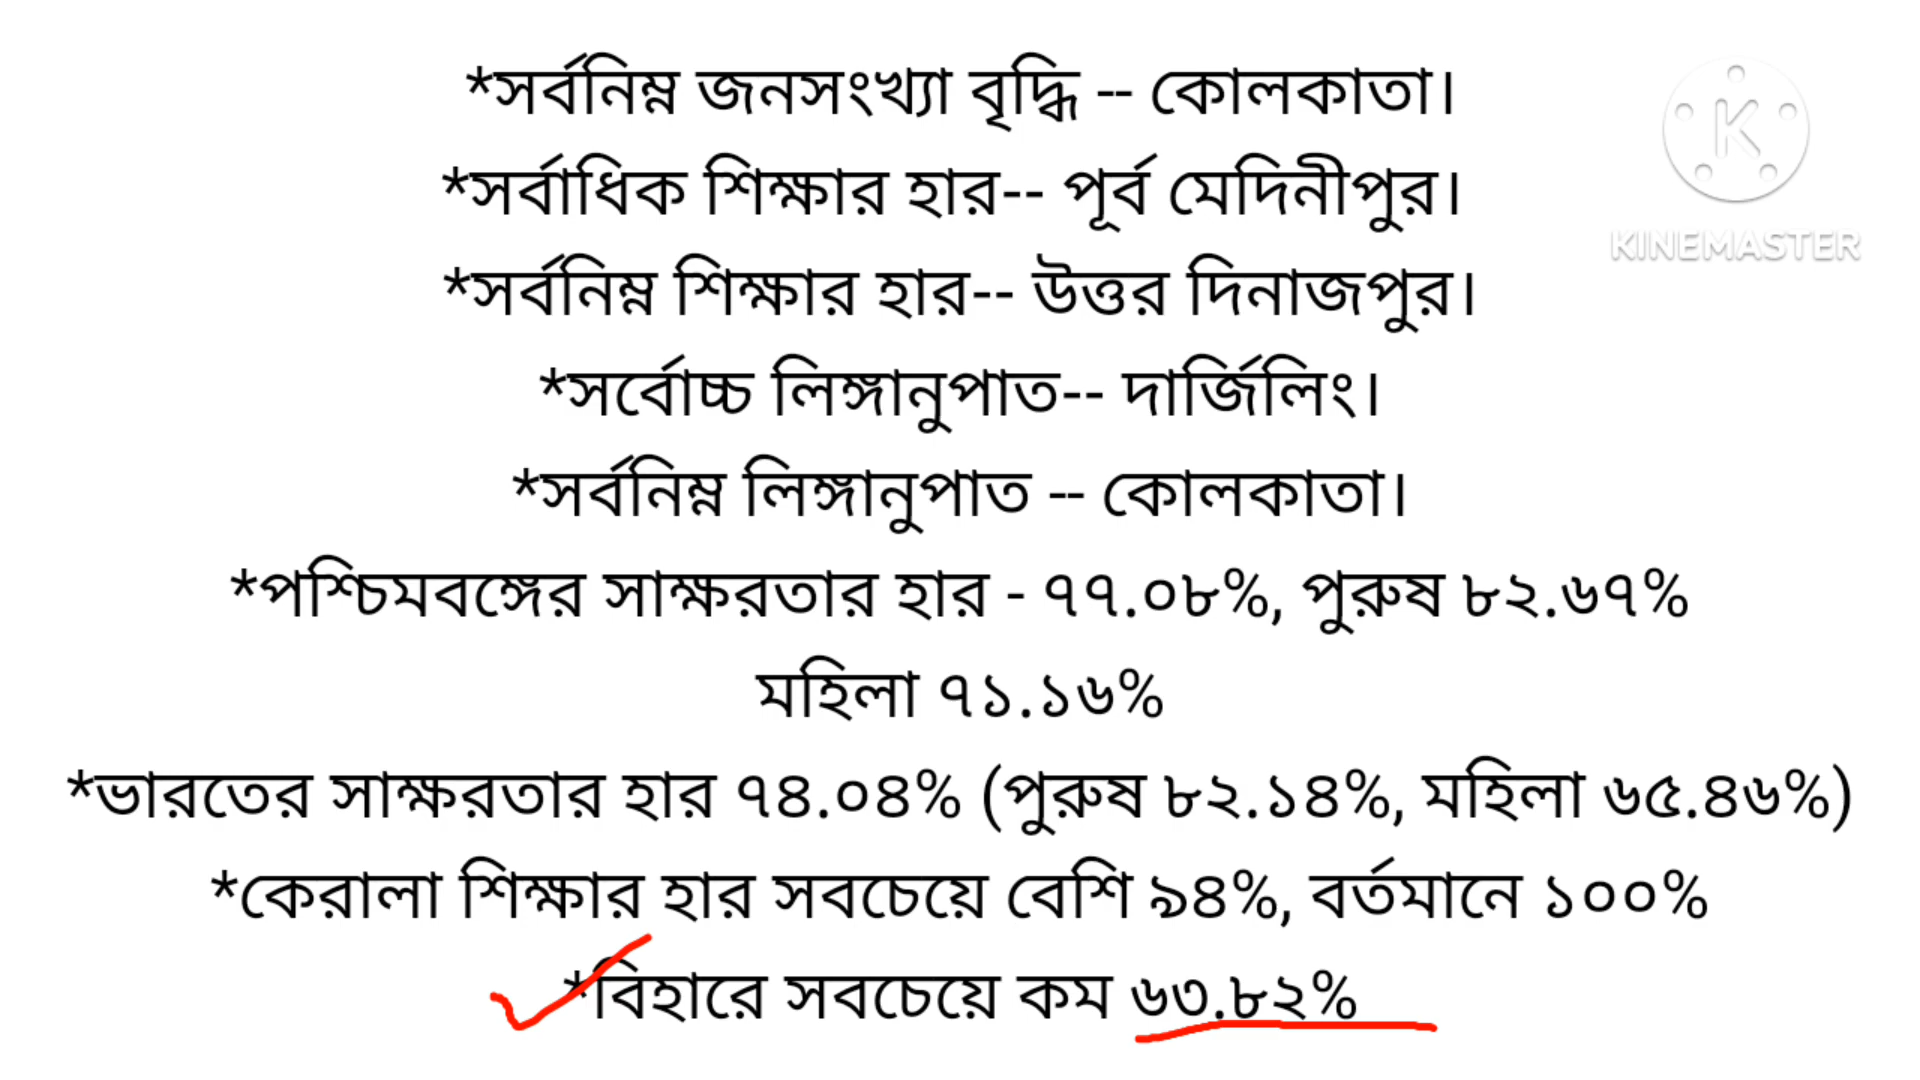 *সর্বনিম্ন জনসংখ্যা বৃদ্ধি -- কোলকাতা।
*সর্বাধিক শিক্ষার হার-- পূর্ব মেদিনীপুর।
*সর্বনিম্ন শিক্ষার হার-- উত্তর দিনাজপুর।
*সর্বোচ্চ লিঙ্গানুপাত-- দার্জিলিং।
*সর্বনিম্ন লিঙ্গানুপাত -- কোলকাতা।
*পশ্চিমবঙ্গের সাক্ষরতার হার - ৭৭.০৮%, পুরুষ ৮২.৬৭%
মহিলা ৭১.১৬%
*ভারতের সাক্ষরতার হার ৭৪.০৪% (পুরুষ ৮২.১৪%, মহিলা ৬৫.৪৬%)
*কেরালা শিক্ষার হার সবচেয়ে বেশি ৯৪%, বর্তমানে ১০০%
*বিহারে সবচেয়ে কম ৬৩.৮২%
K
KINEMASTER